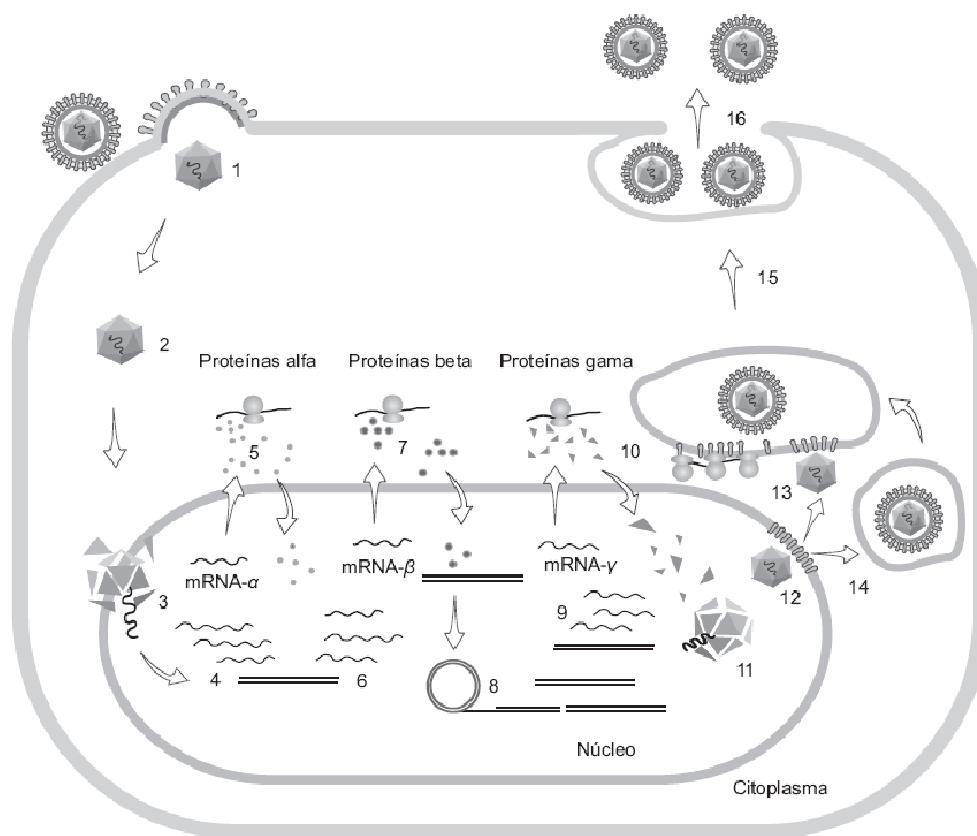 16
1
15
2
Proteínas alfa
Proteínas beta
Proteínas gama
5
7
10
13
mRNA-α
mRNA-β
mRNA-γ
3
12
14
9
4
6
8
11
Núcleo
Citoplasma